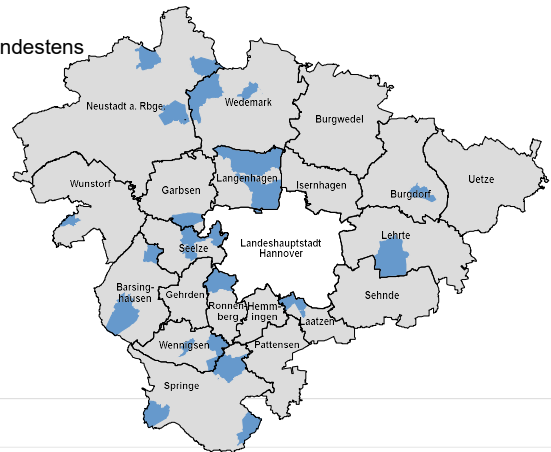 ndestens
Neustadt a. Rbge.
Wedemark
Burgwedel
Wunstorf
Garbsen
Langenhagen
Isernhagen
Burgdorf
Uetze
Seelze
Landeshauptstadt
Hannover
Lehrte
Barsing-
hausen
Gehrden
Ronnen-
berg
Hemm-
ingen
Laatzen
Sehnde
Wennigsen
Pattensen
Springe